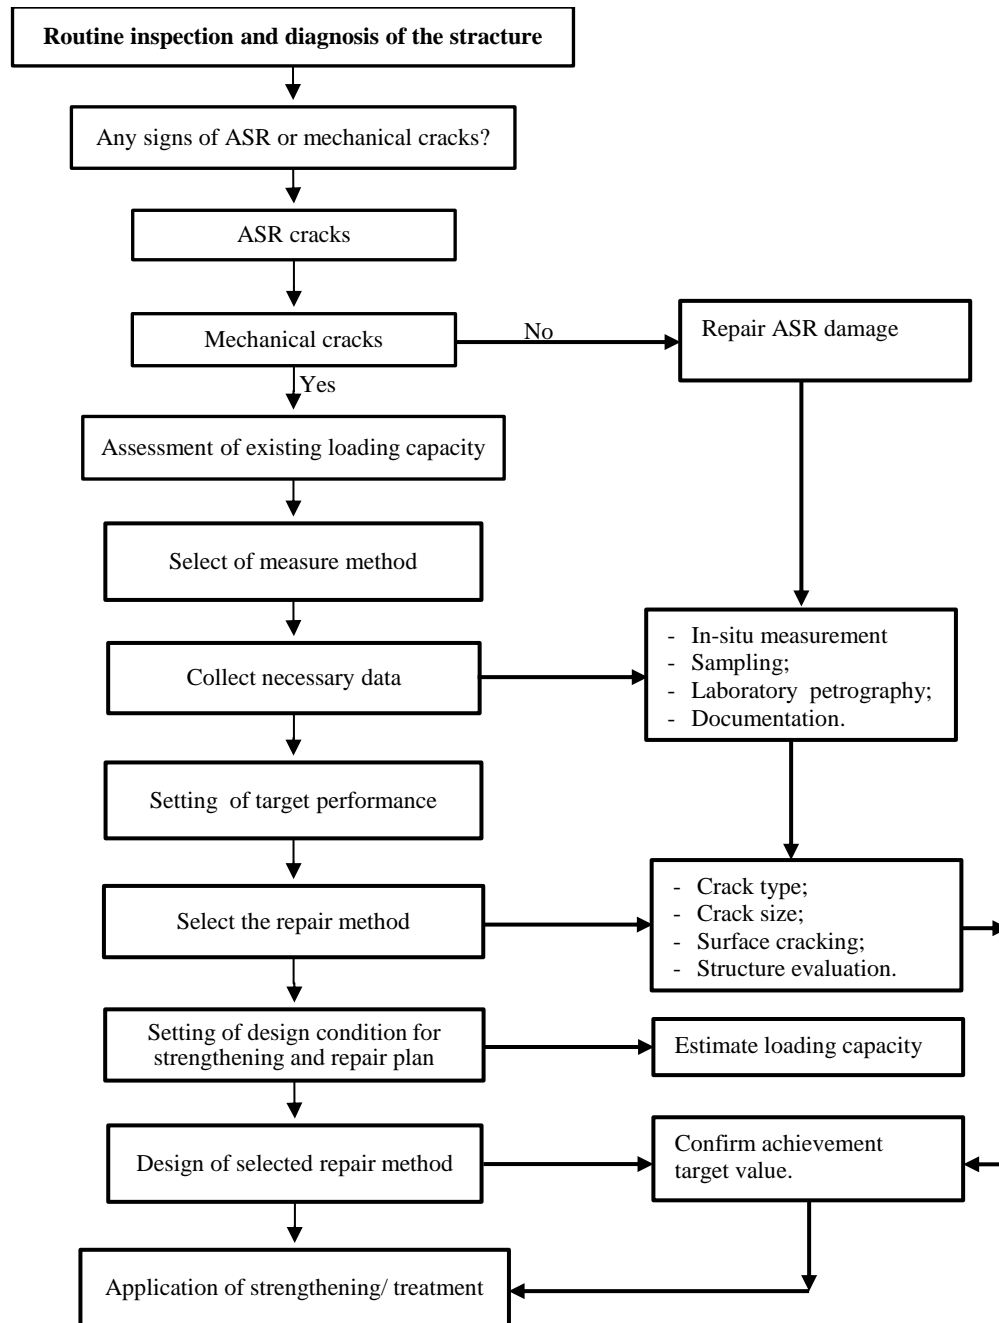 Routine inspection and diagnosis of the stracture
Any signs of ASR or mechanical cracks?
ASR cracks
Mechanical cracks
No
Repair ASR damage
Yes
Assessment of existing loading capacity
Select of measure method
Collect necessary data
- In-situ measurement
- Sampling;
- Laboratory petrography;
- Documentation.
Setting of target performance
Select the repair method
- Crack type;
- Crack size;
- Surface cracking;
- Structure evaluation.
Setting of design condition for
strengthening and repair plan
Estimate loading capacity
Design of selected repair method
Confirm achievement
target value.
Application of strengthening/ treatment